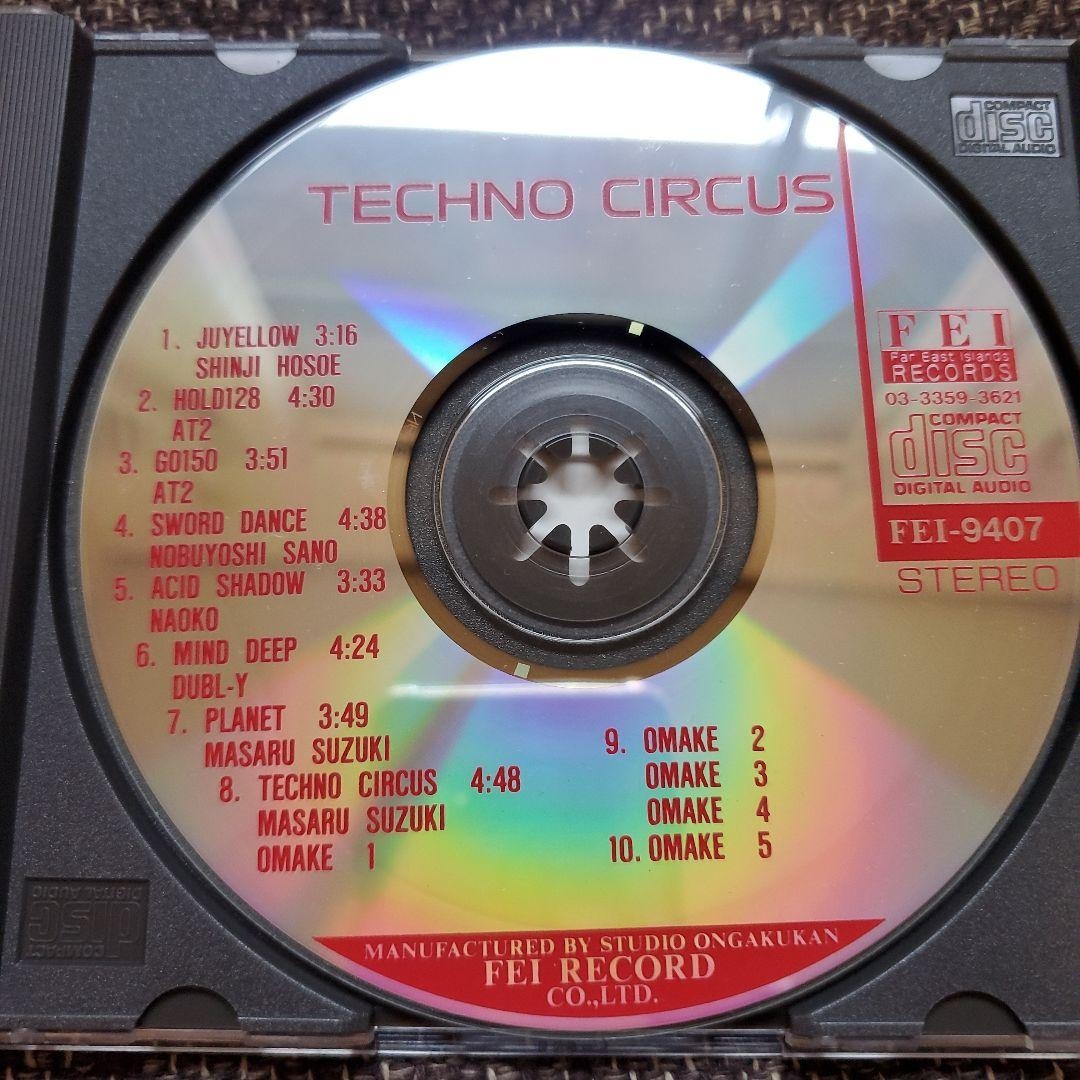 TECHNO CIRCUS
1. JUYELLOW 3:16
SHINJI HOSOE
2. HOLD128 4:30
AT2
3. GO150 3:51
AT2
4. SWORD DANCE 4:38
NOBUYOSHI SANO
5. ACID SHADOW 3:33
NAOKO
6. MIND DEEP 4:24
DUBL-Y
7. PLANET 3:49
MASARU SUZUKI
8. TECHNO CIRCUS 4:48
MASARU SUZUKI
OMAKE 1
9. OMAKE 2
OMAKE 3
OMAKE 4
10. OMAKE 5
FEI
Far East Islands
RECORDS
03-3359-3621
COMPACT
disc
DIGITAL AUDIO
FEI-9407
STEREO
MANUFACTURED BY STUDIO ONGAKUKAN
FEI RECORD
CO.,LTD.
COMPACT
disc
DIGITAL AUDIO
COMPACT
disc
DIGITAL AUDIO